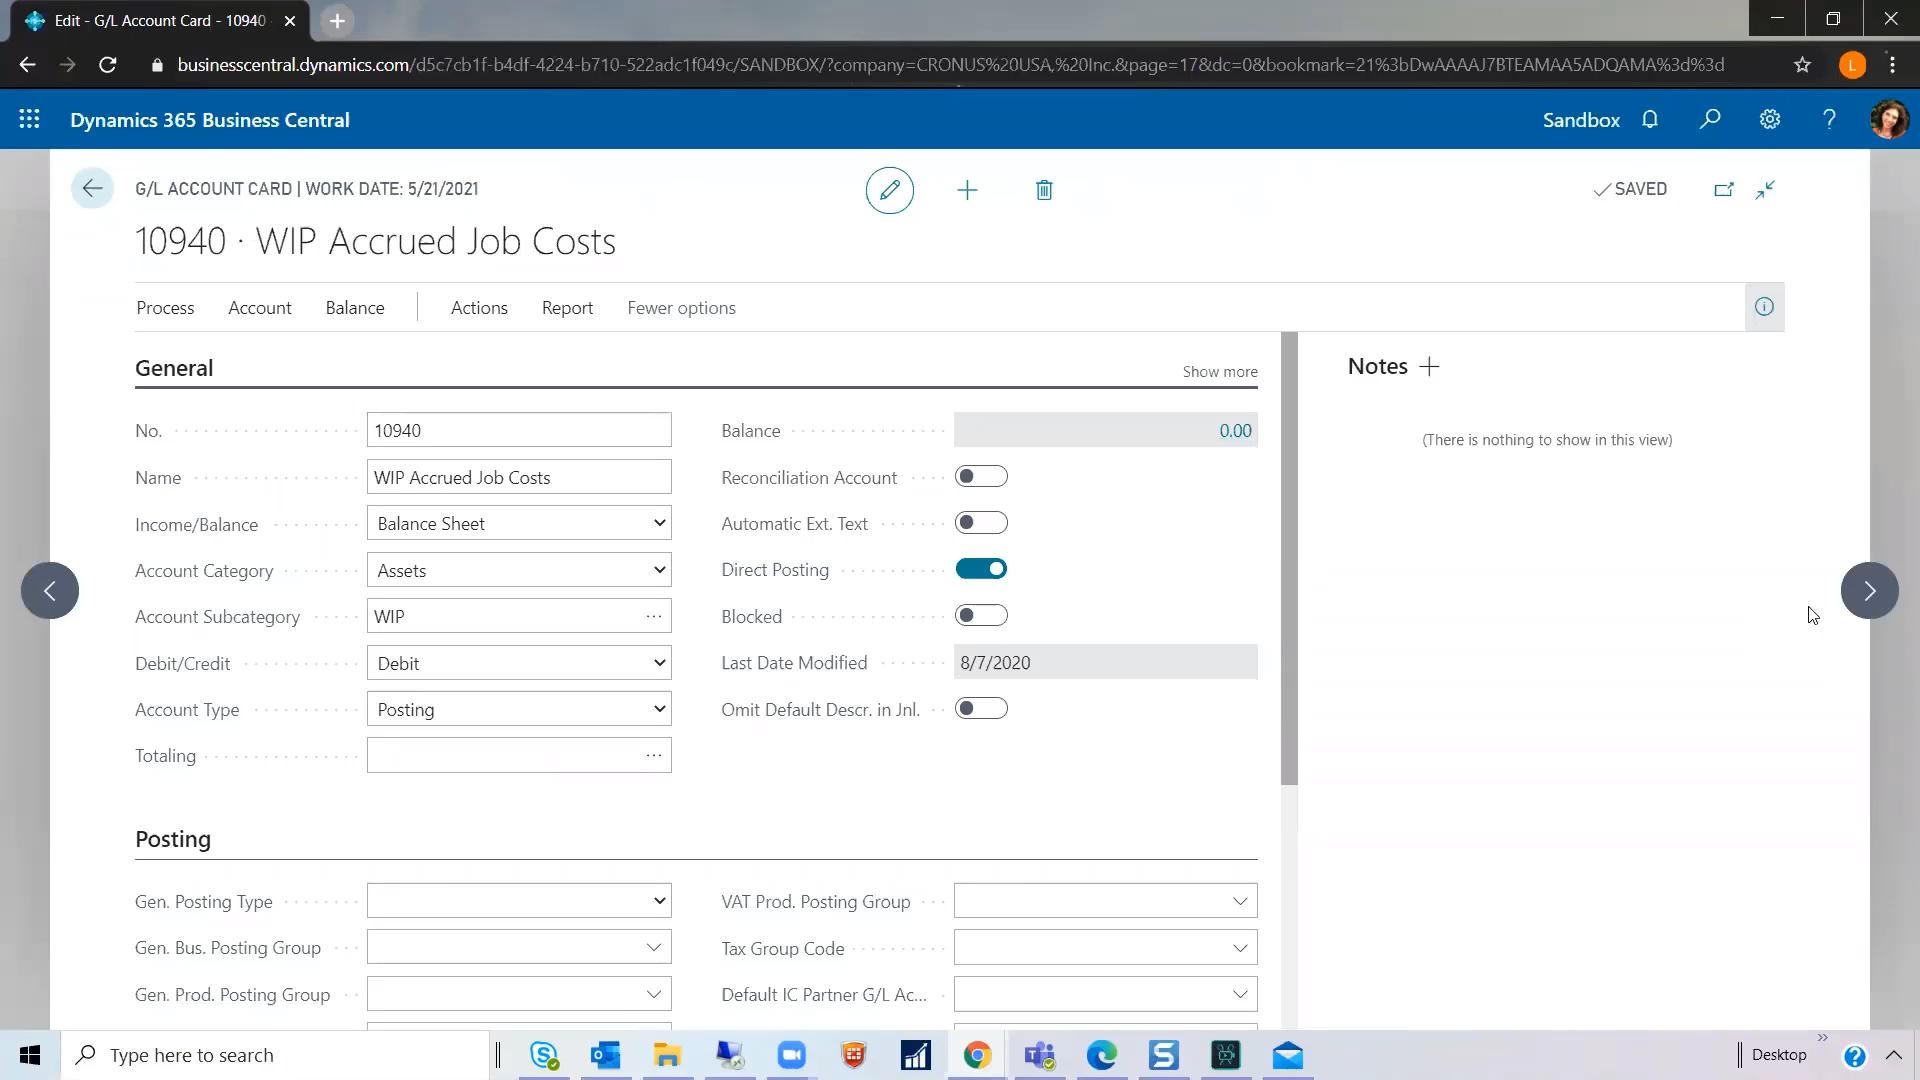 Edit - G/L Account Card - 10940
businesscentral.dynamics.com/d5c7cb1f-b4df-4224-b710-522adc1f049c/SANDBOX/?company=CRONUS%20USA,%20Inc.&page=17&dc=0&bookmark=21%3bDwAAAAJ7BTEAMAA5ADQAMA%3d%3d
L
Dynamics 365 Business Central
Sandbox
G/L ACCOUNT CARD | WORK DATE: 5/21/2021
SAVED
10940 · WIP Accrued Job Costs
Process Account Balance Actions Report Fewer options
General
Show more
Notes
(There is nothing to show in this view)
No. 10940
Balance 0.00
Name WIP Accrued Job Costs
Reconciliation Account
Income/Balance Balance Sheet
Automatic Ext. Text
Account Category Assets
Direct Posting
Account Subcategory WIP ...
Blocked
Debit/Credit Debit
Last Date Modified 8/7/2020
Account Type Posting
Omit Default Descr. in Jnl.
Totaling ...
Posting
Gen. Posting Type
VAT Prod. Posting Group
Gen. Bus. Posting Group
Tax Group Code
Gen. Prod. Posting Group
Default IC Partner G/L Ac...
Type here to search
Desktop